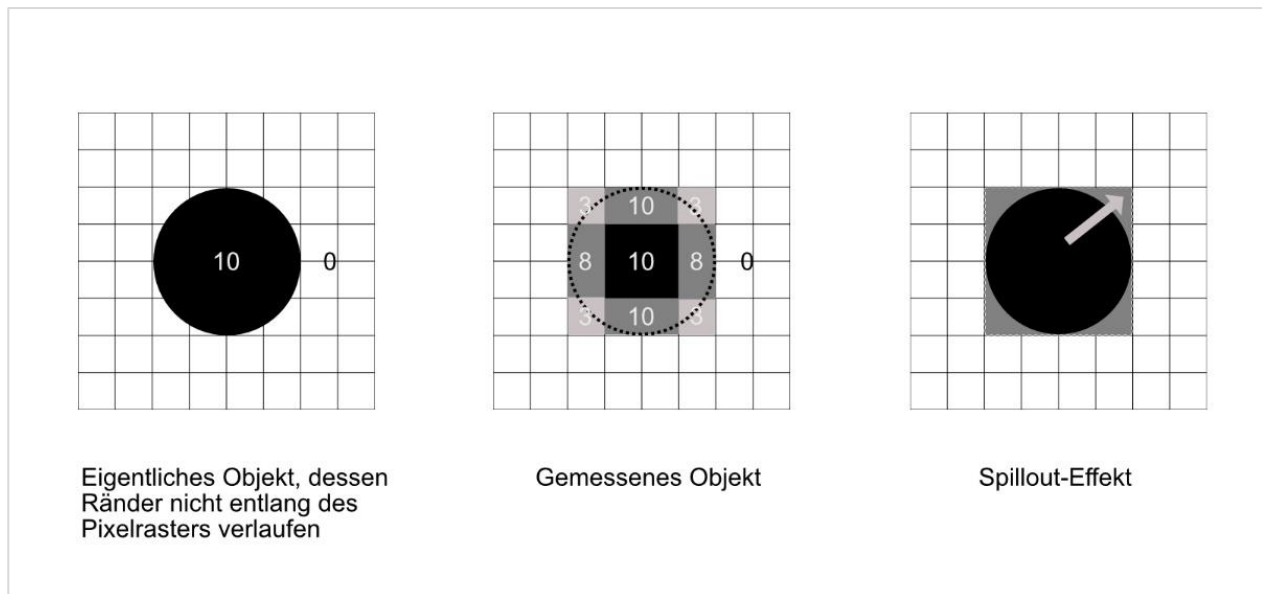 10 0
3 10 3
8 10 8 0
3 10 3
Eigentliches Objekt, dessen
Ränder nicht entlang des
Pixelrasters verlaufen
Gemessenes Objekt
Spillout-Effekt